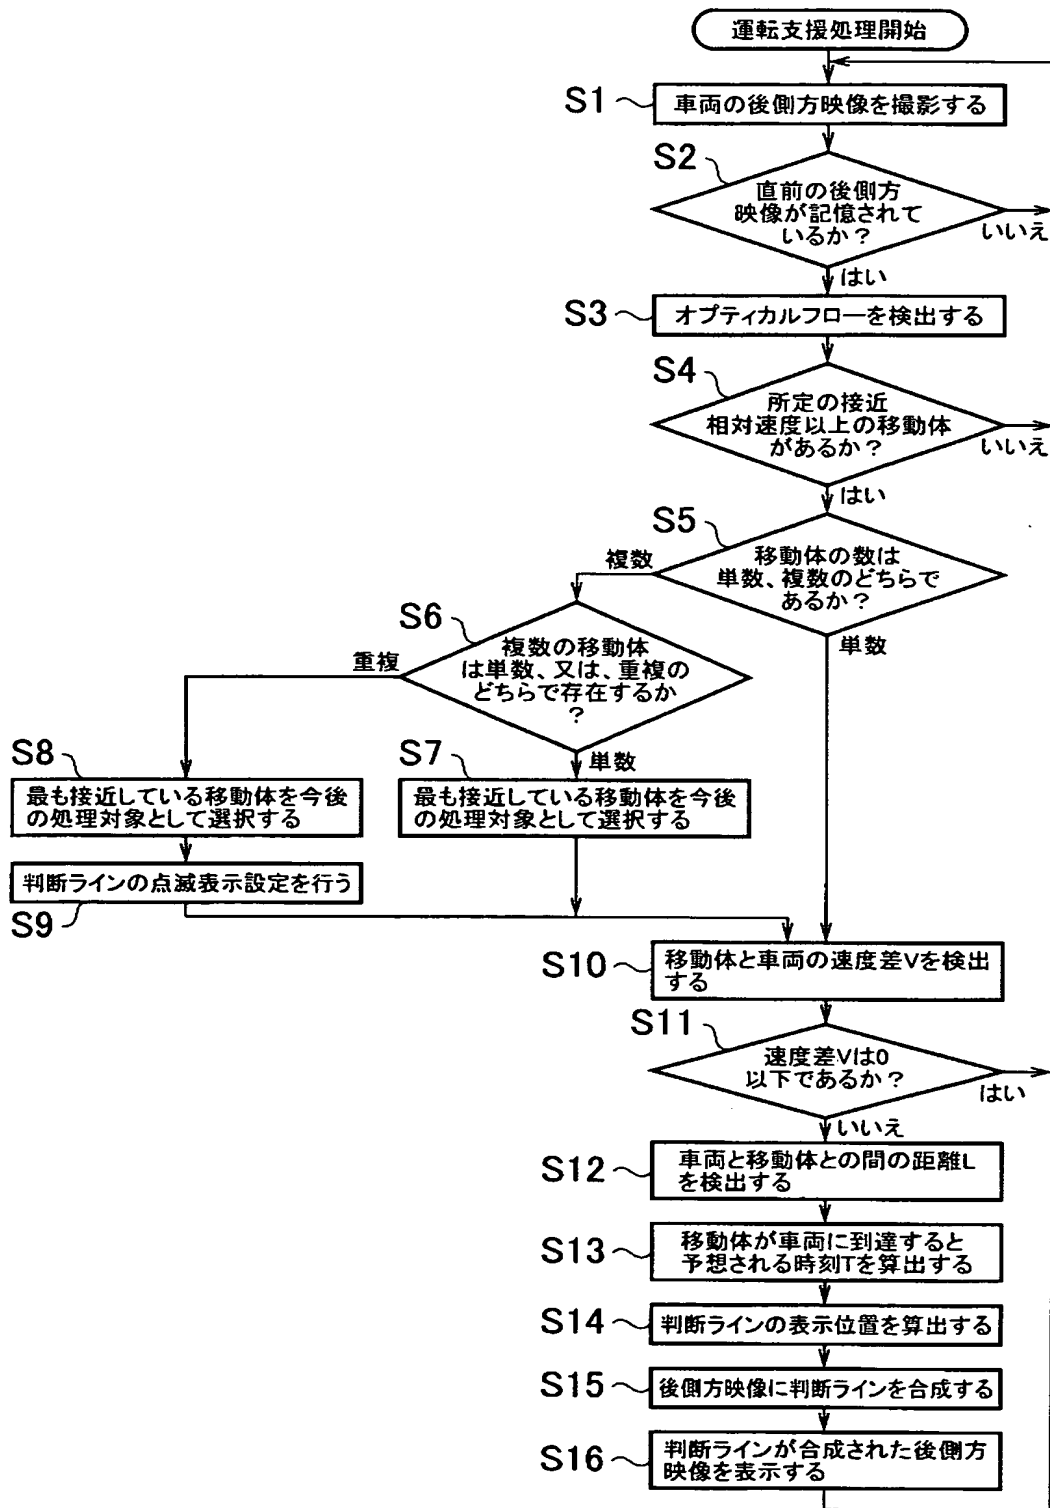 運転支援処理開始
S1
車両の後側方映像を撮影する
S2
直前の後側方
映像が記憶されて
いるか？
いいえ
はい
S3
オプティカルフローを検出する
S4
所定の接近
相対速度以上の移動体
があるか？
いいえ
はい
S5
移動体の数は
単数、複数のどちらで
あるか？
複数
単数
S6
複数の移動体
は単数、又は、重複の
どちらで存在するか
？
重複
単数
S8
最も接近している移動体を今後
の処理対象として選択する
S7
最も接近している移動体を今後
の処理対象として選択する
判断ラインの点滅表示設定を行う
S9
S10
移動体と車両の速度差Vを検出
する
S11
速度差Vは0
以下であるか？
はい
いいえ
S12
車両と移動体との間の距離L
を検出する
S13
移動体が車両に到達すると
予想される時刻Tを算出する
S14
判断ラインの表示位置を算出する
S15
後側方映像に判断ラインを合成する
S16
判断ラインが合成された後側方
映像を表示する